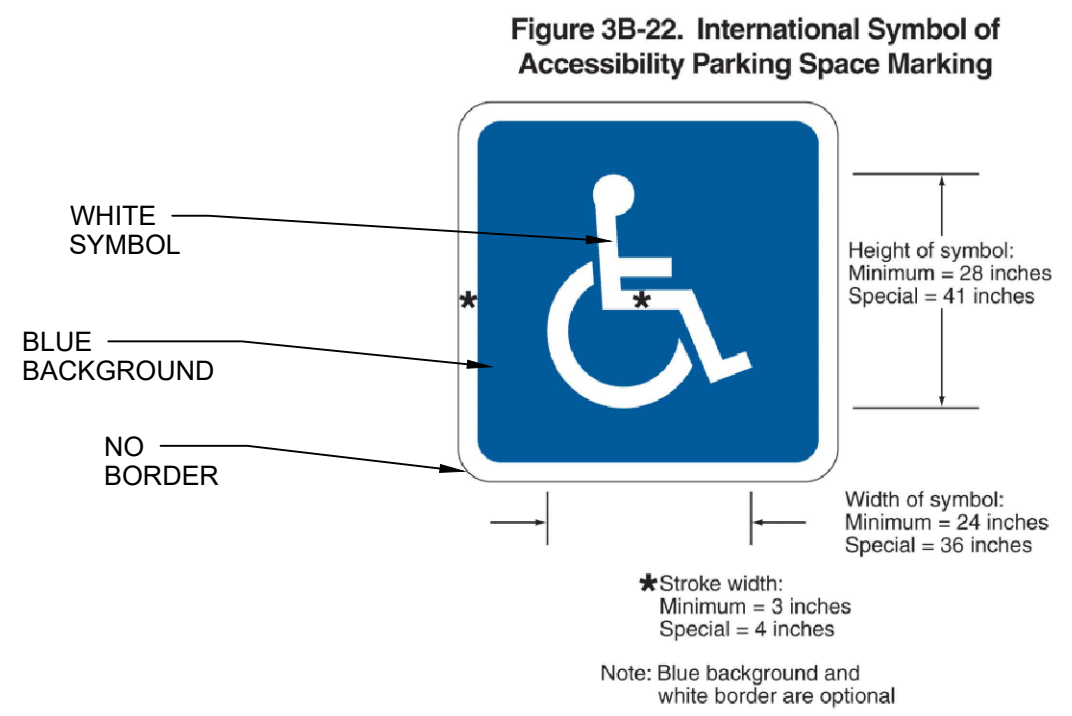 Figure 3B-22. International Symbol of
Accessibility Parking Space Marking
WHITE
SYMBOL
Height of symbol:
Minimum = 28 inches
Special = 41 inches
*
*
BLUE
BACKGROUND
NO
BORDER
Width of symbol:
Minimum = 24 inches
Special = 36 inches
*Stroke width:
Minimum = 3 inches
Special = 4 inches
Note: Blue background and
white border are optional